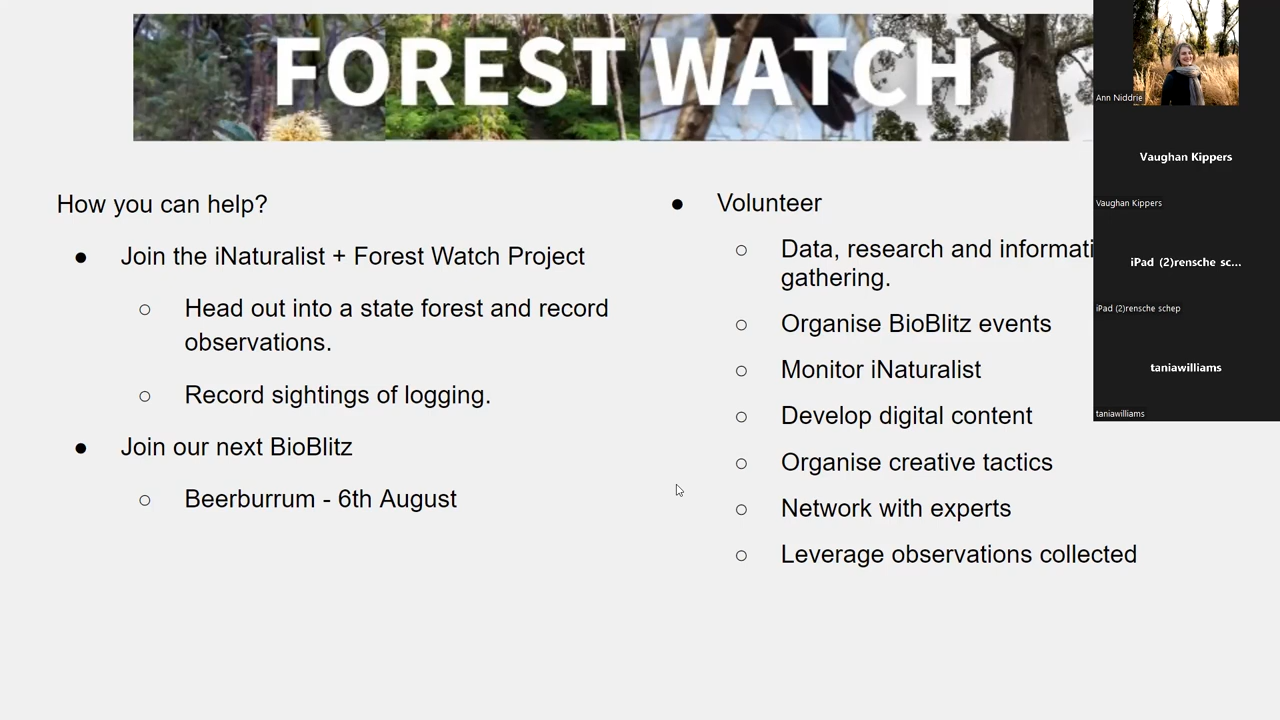 FOREST WATCH
How you can help?
● Join the iNaturalist + Forest Watch Project
○ Head out into a state forest and record
observations.
○ Record sightings of logging.
● Join our next BioBlitz
○ Beerburrum - 6th August
● Volunteer
○ Data, research and informati
gathering.
○ Organise BioBlitz events
○ Monitor iNaturalist
○ Develop digital content
○ Organise creative tactics
○ Network with experts
○ Leverage observations collected
Ann Niddrie
Vaughan Kippers
Vaughan Kippers
iPad (2)rensche sc...
iPad (2)rensche schep
taniawilliams
taniawilliams